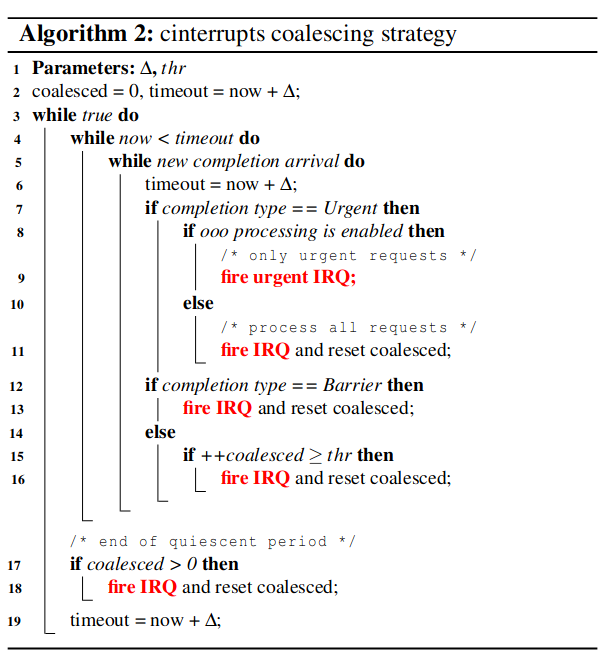 Algorithm 2: cinterrupts coalescing strategy
1 Parameters: Δ, thr
2 coalesced = 0, timeout = now + Δ;
3 while true do
4 while now < timeout do
5 while new completion arrival do
6 timeout = now + Δ;
7 if completion type == Urgent then
8 if ooo processing is enabled then
/* only urgent requests */
9 fire urgent IRQ;
10 else
/* process all requests */
11 fire IRQ and reset coalesced;
12 if completion type == Barrier then
13 fire IRQ and reset coalesced;
14 else
15 if ++coalesced ≥ thr then
16 fire IRQ and reset coalesced;
/* end of quiescent period */
17 if coalesced > 0 then
18 fire IRQ and reset coalesced;
19 timeout = now + Δ;